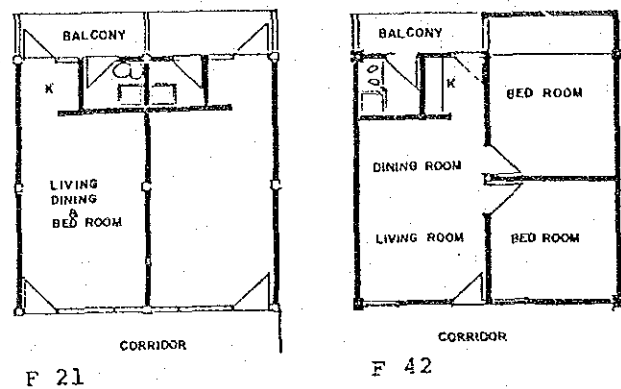 BALCONY
K
LIVING
DINING
&
BED ROOM
CORRIDOR
F 21
BALCONY
K
BED ROOM
DINING ROOM
LIVING ROOM
BED ROOM
CORRIDOR
F 42